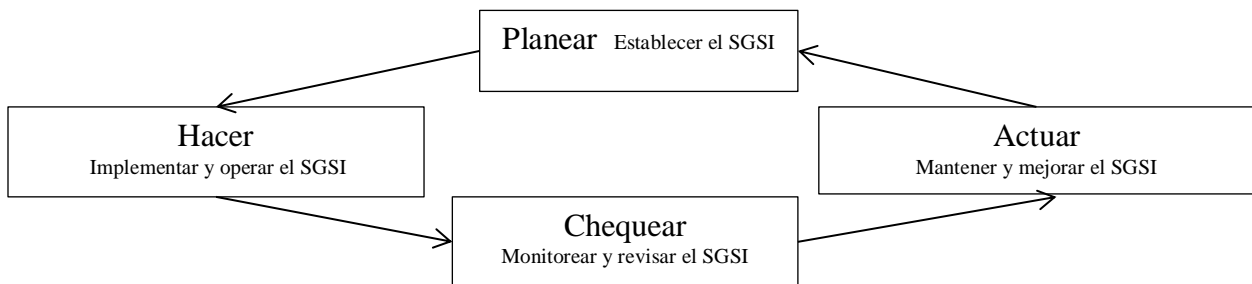 Planear Establecer el SGSI
Hacer
Implementar y operar el SGSI
Actuar
Mantener y mejorar el SGSI
Chequear
Monitorear y revisar el SGSI